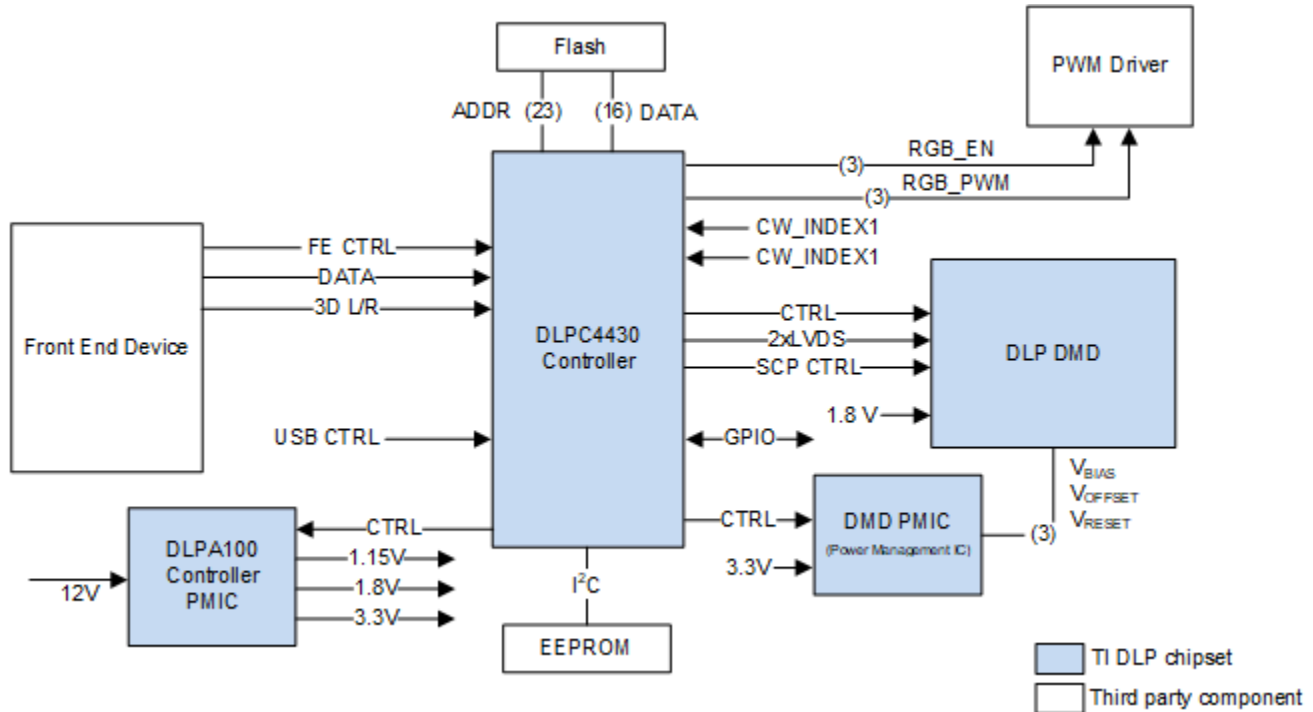 Flash
PWM Driver
ADDR (23)
(16) DATA
RGB_EN
(3)
RGB_PWM
(3)
FE CTRL
DATA
3D L/R
Front End Device
CW_INDEX1
CW_INDEX1
DLPC4430
Controller
CTRL
2xLVDS
SCP CTRL
DLP DMD
1.8 V
USB CTRL
GPIO
VBIAS
VOFFSET
VRESET
(3)
CTRL
DMD PMIC
(Power Management IC)
3.3V
CTRL
DLPA100
Controller
PMIC
12V
1.15V
1.8V
3.3V
I²C
EEPROM
TI DLP chipset
Third party component